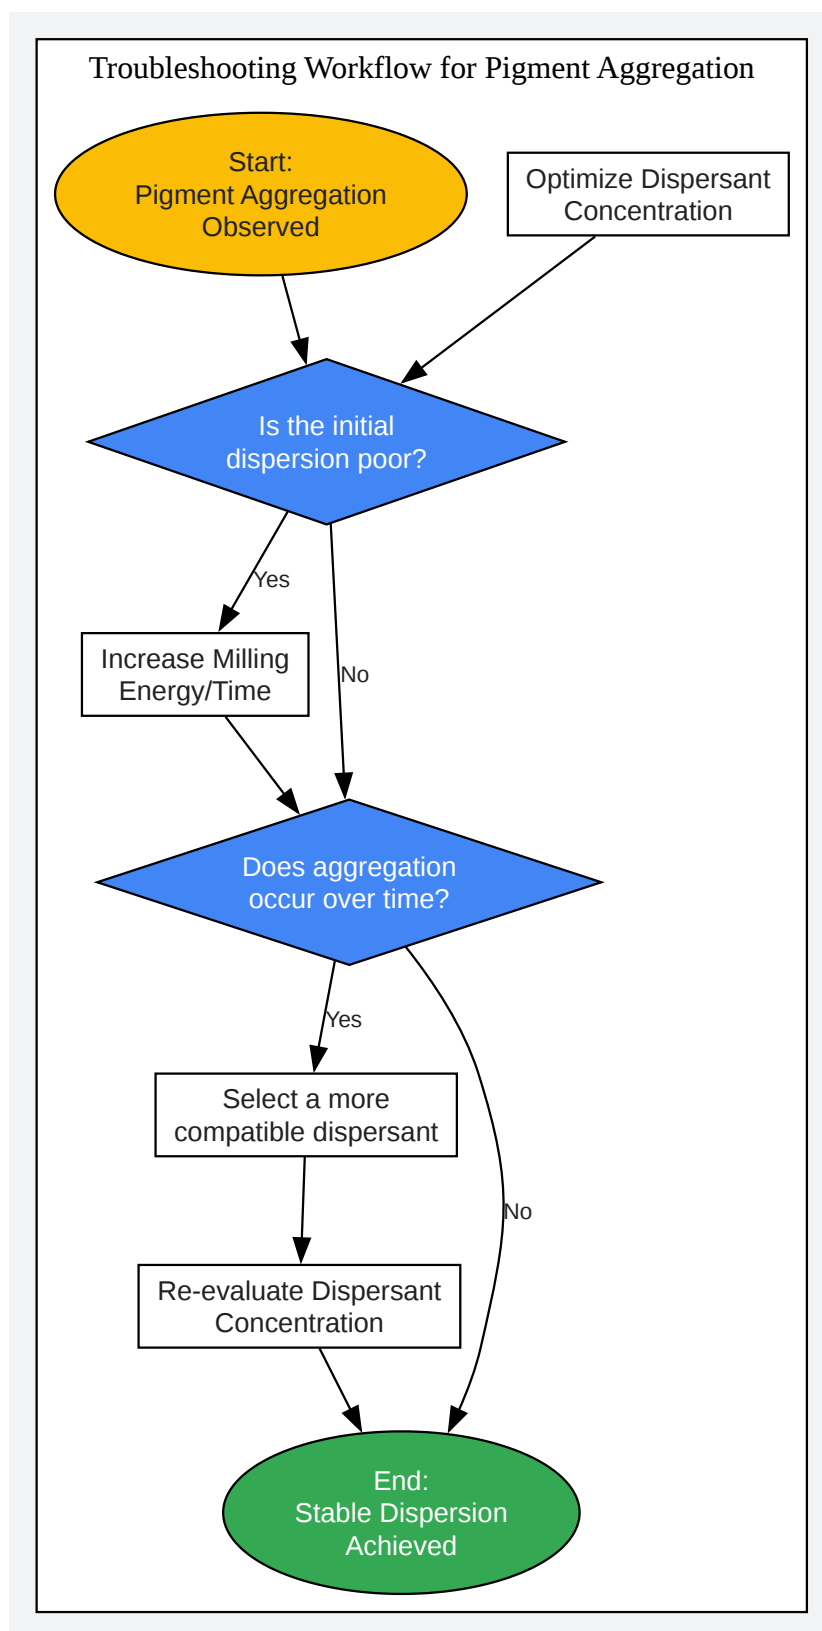 Troubleshooting Workflow for Pigment Aggregation
Start:
Pigment Aggregation
Observed
Optimize Dispersant
Concentration
Is the initial
dispersion poor?
Yes
Increase Milling
Energy/Time
No
Does aggregation
occur over time?
Yes
Select a more
compatible dispersant
No
Re-evaluate Dispersant
Concentration
End:
Stable Dispersion
Achieved